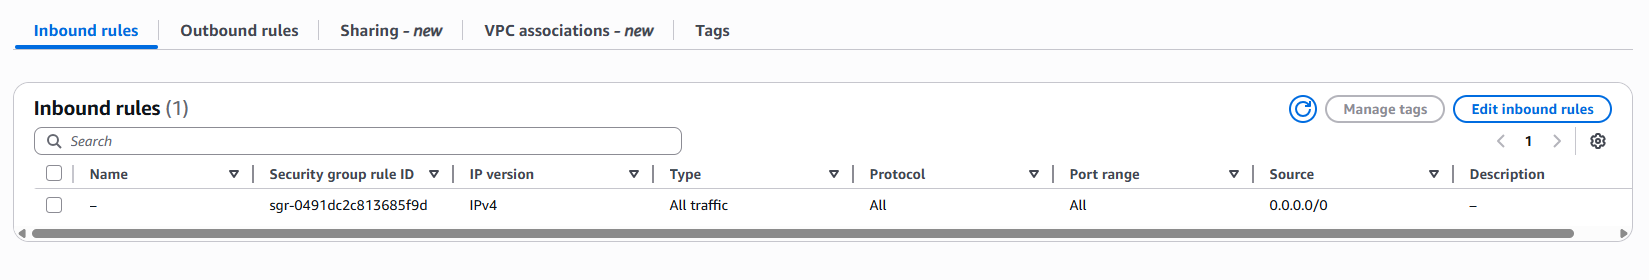 Inbound rules Outbound rules Sharing - new VPC associations - new Tags
Inbound rules (1) Manage tags Edit inbound rules
Search 1
Name Security group rule ID IP version Type Protocol Port range Source Description
– sgr-0491dc2c813685f9d IPv4 All traffic All All 0.0.0.0/0 –